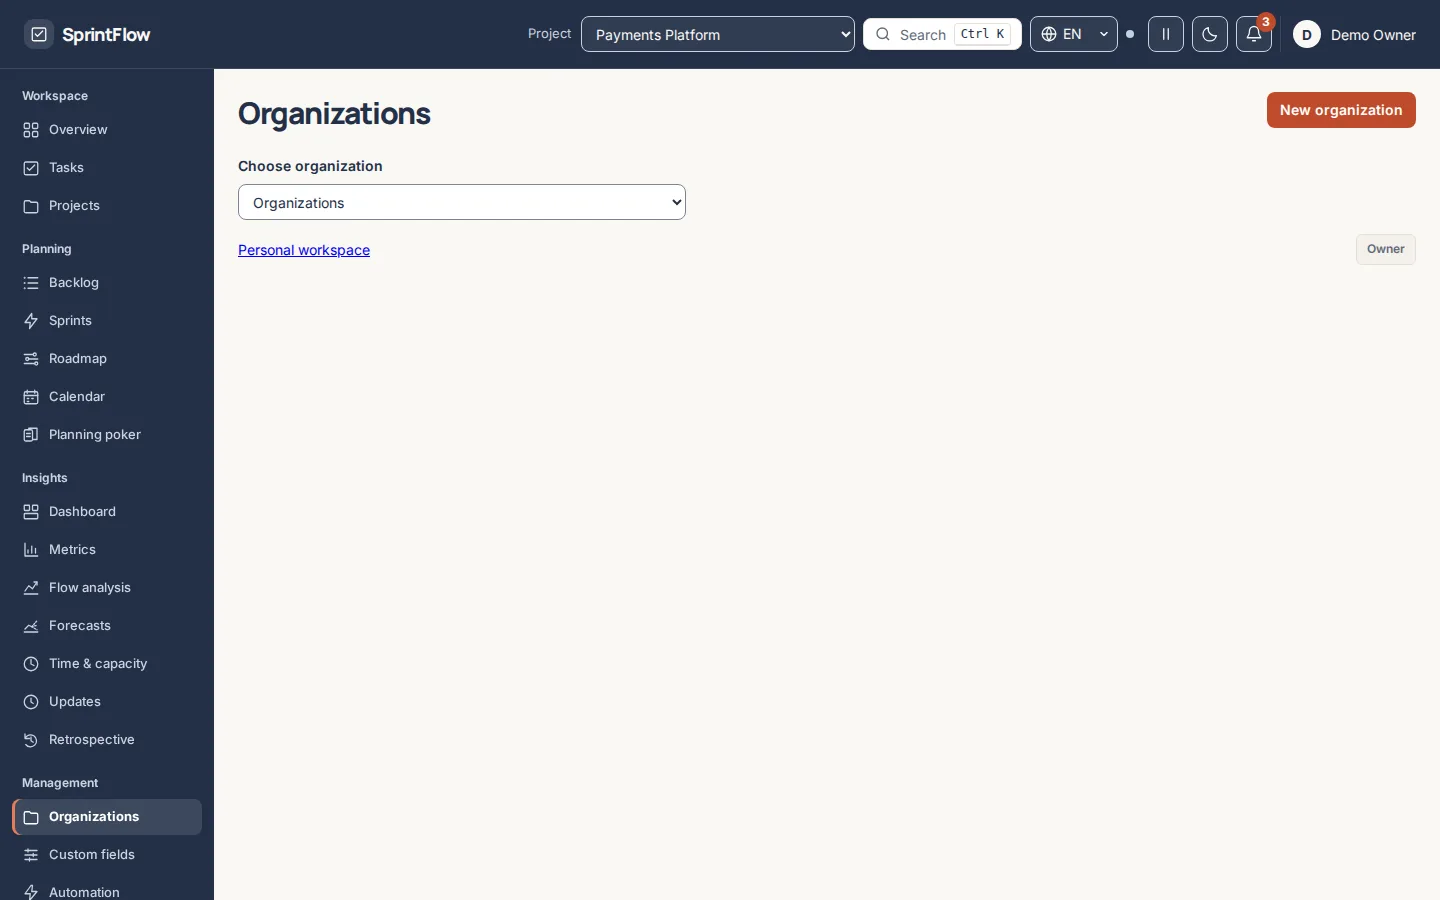 SprintFlow
Project
Payments Platform
Search
Ctrl K
EN
3
D
Demo Owner
Workspace
Overview
Tasks
Projects
Planning
Backlog
Sprints
Roadmap
Calendar
Planning poker
Insights
Dashboard
Metrics
Flow analysis
Forecasts
Time & capacity
Updates
Retrospective
Management
Organizations
Custom fields
Automation
Organizations
New organization
Choose organization
Organizations
Personal workspace
Owner